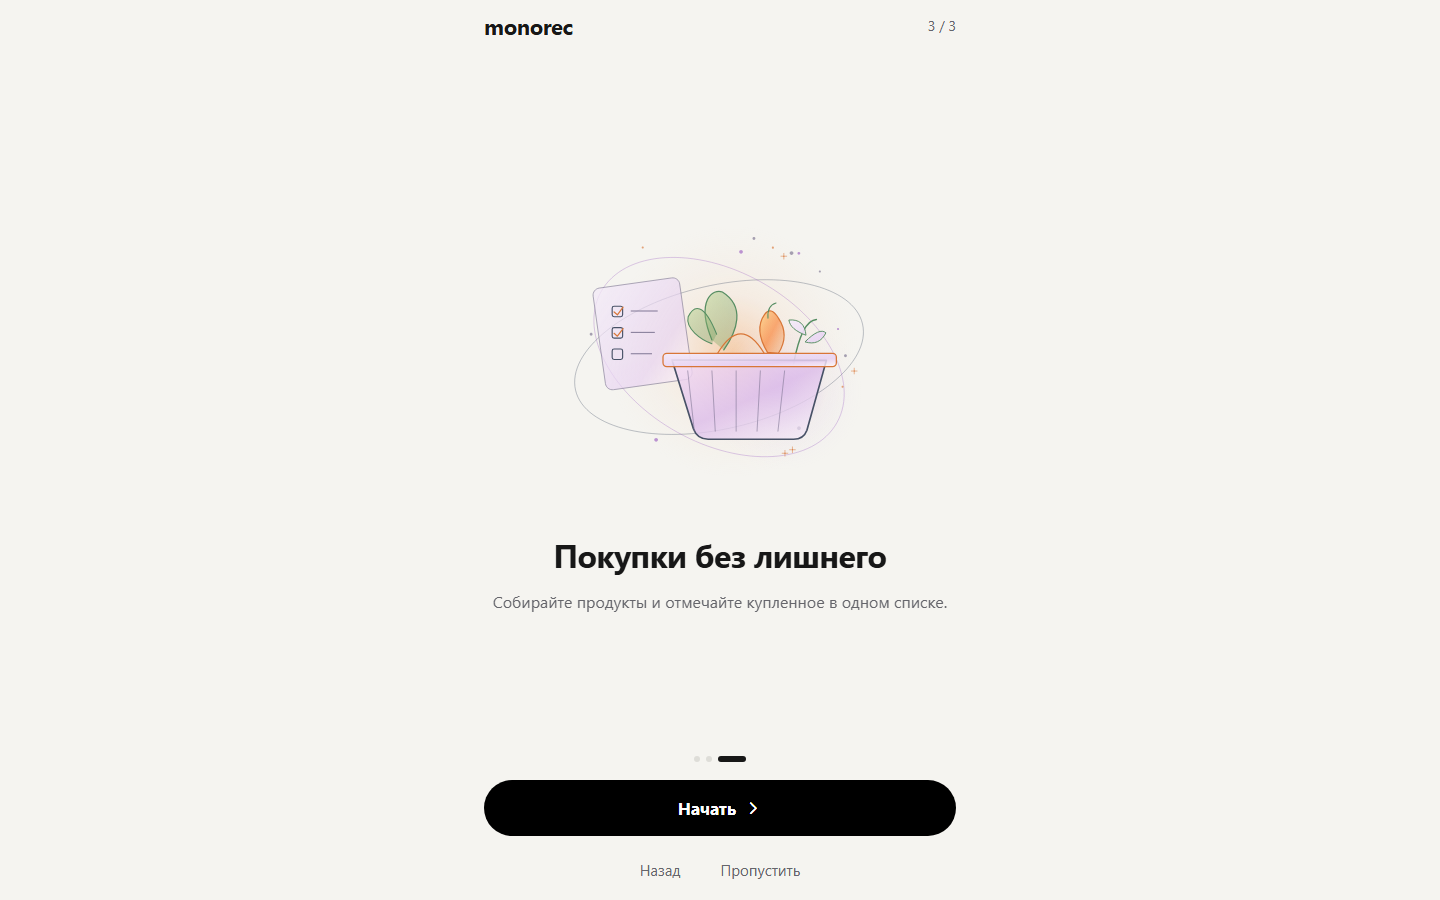 monorec
3 / 3
Покупки без лишнего
Собирайте продукты и отмечайте купленное в одном списке.
Начать
Назад Пропустить